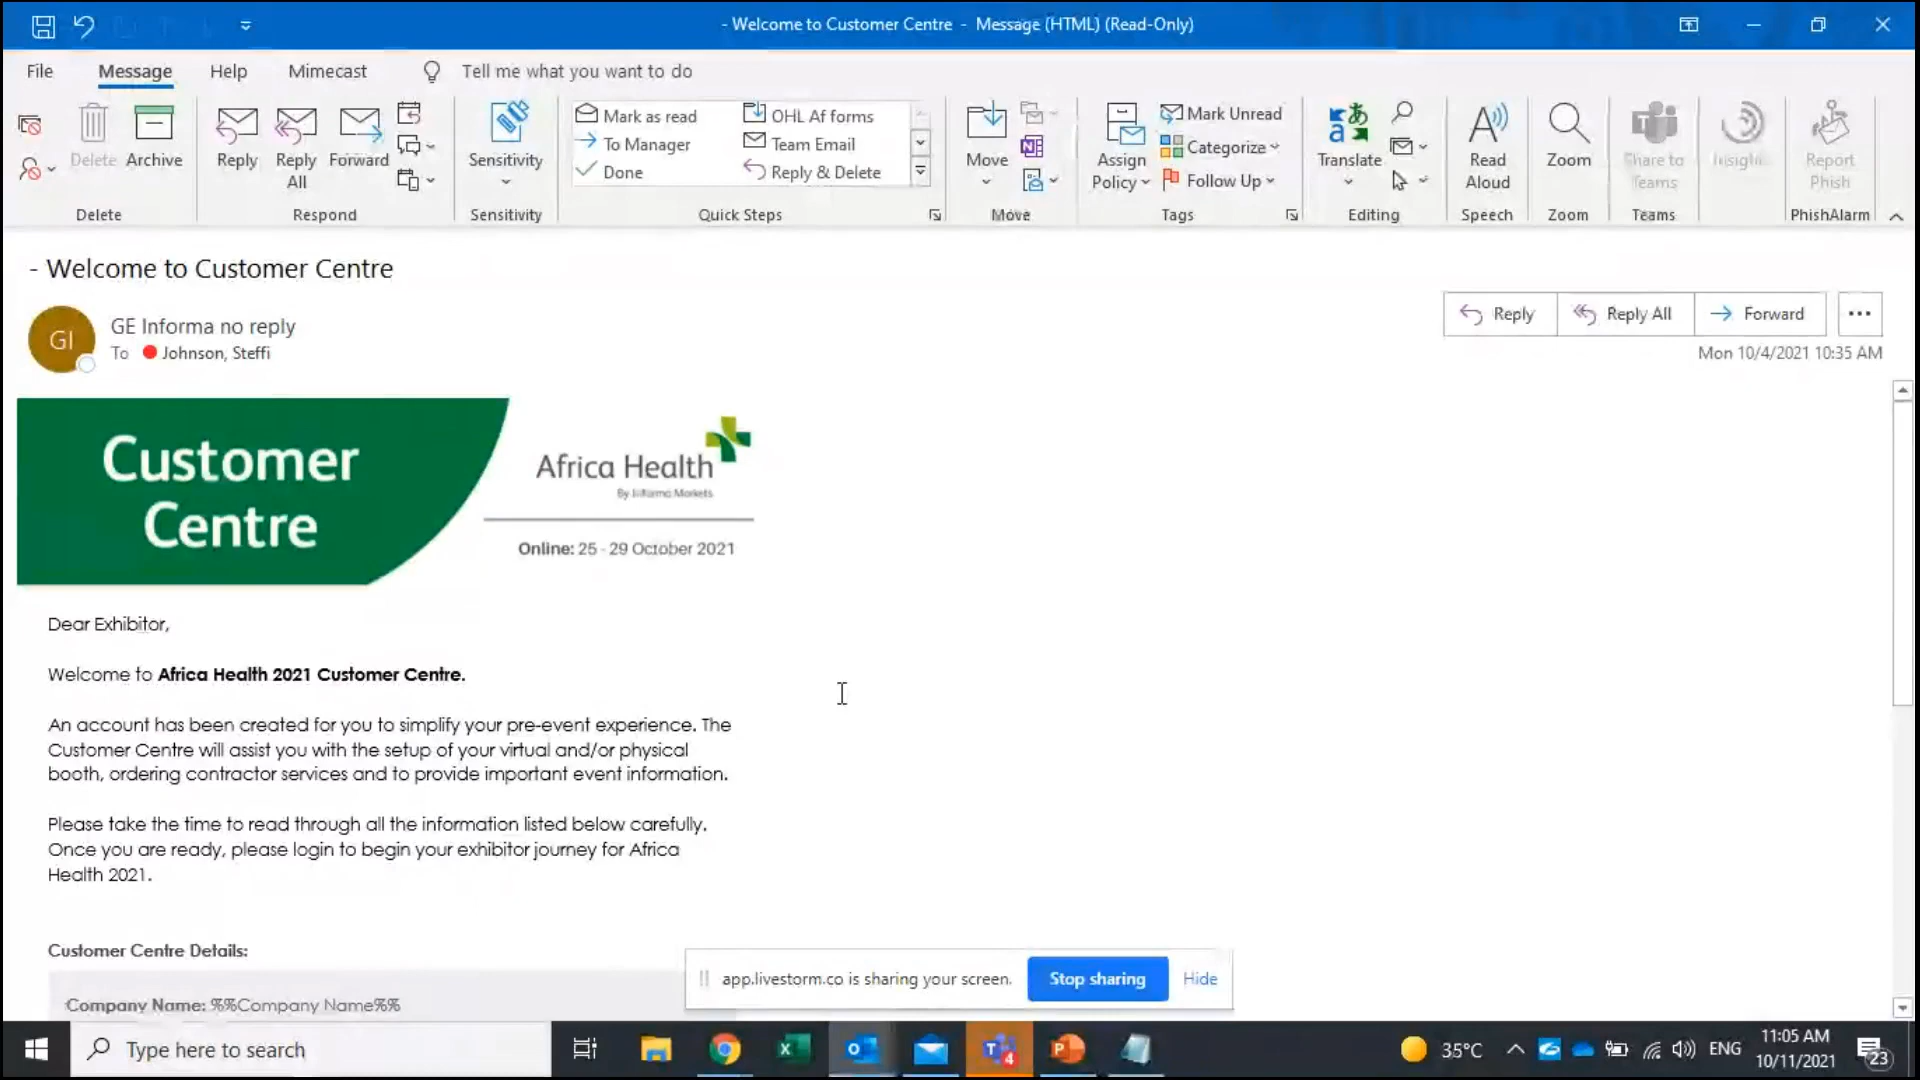 - Welcome to Customer Centre - Message (HTML) (Read-Only)
File Message Help Mimecast Tell me what you want to do
Delete Archive
Reply Reply All Forward
Sensitivity
Mark as read OHL Af forms
To Manager Team Email
Done Reply & Delete
Move
Assign Policy
Mark Unread
Categorize
Follow Up
Translate
Read Aloud
Zoom
Share to Teams
Insights
Report Phish
Delete Respond Sensitivity Quick Steps Move Tags Editing Speech Zoom Teams PhishAlarm
- Welcome to Customer Centre
GI
GE Informa no reply
To Johnson, Steffi
Reply Reply All Forward
Mon 10/4/2021 10:35 AM
Customer
Centre
Africa Health
By Informa Markets
Online: 25 - 29 October 2021
Dear Exhibitor,
Welcome to Africa Health 2021 Customer Centre.
An account has been created for you to simplify your pre-event experience. The
Customer Centre will assist you with the setup of your virtual and/or physical
booth, ordering contractor services and to provide important event information.
Please take the time to read through all the information listed below carefully.
Once you are ready, please login to begin your exhibitor journey for Africa
Health 2021.
Customer Centre Details:
Company Name: %%Company Name%%
app.livestorm.co is sharing your screen. Stop sharing Hide
Type here to search
4
35°C
ENG
11:05 AM
10/11/2021
23